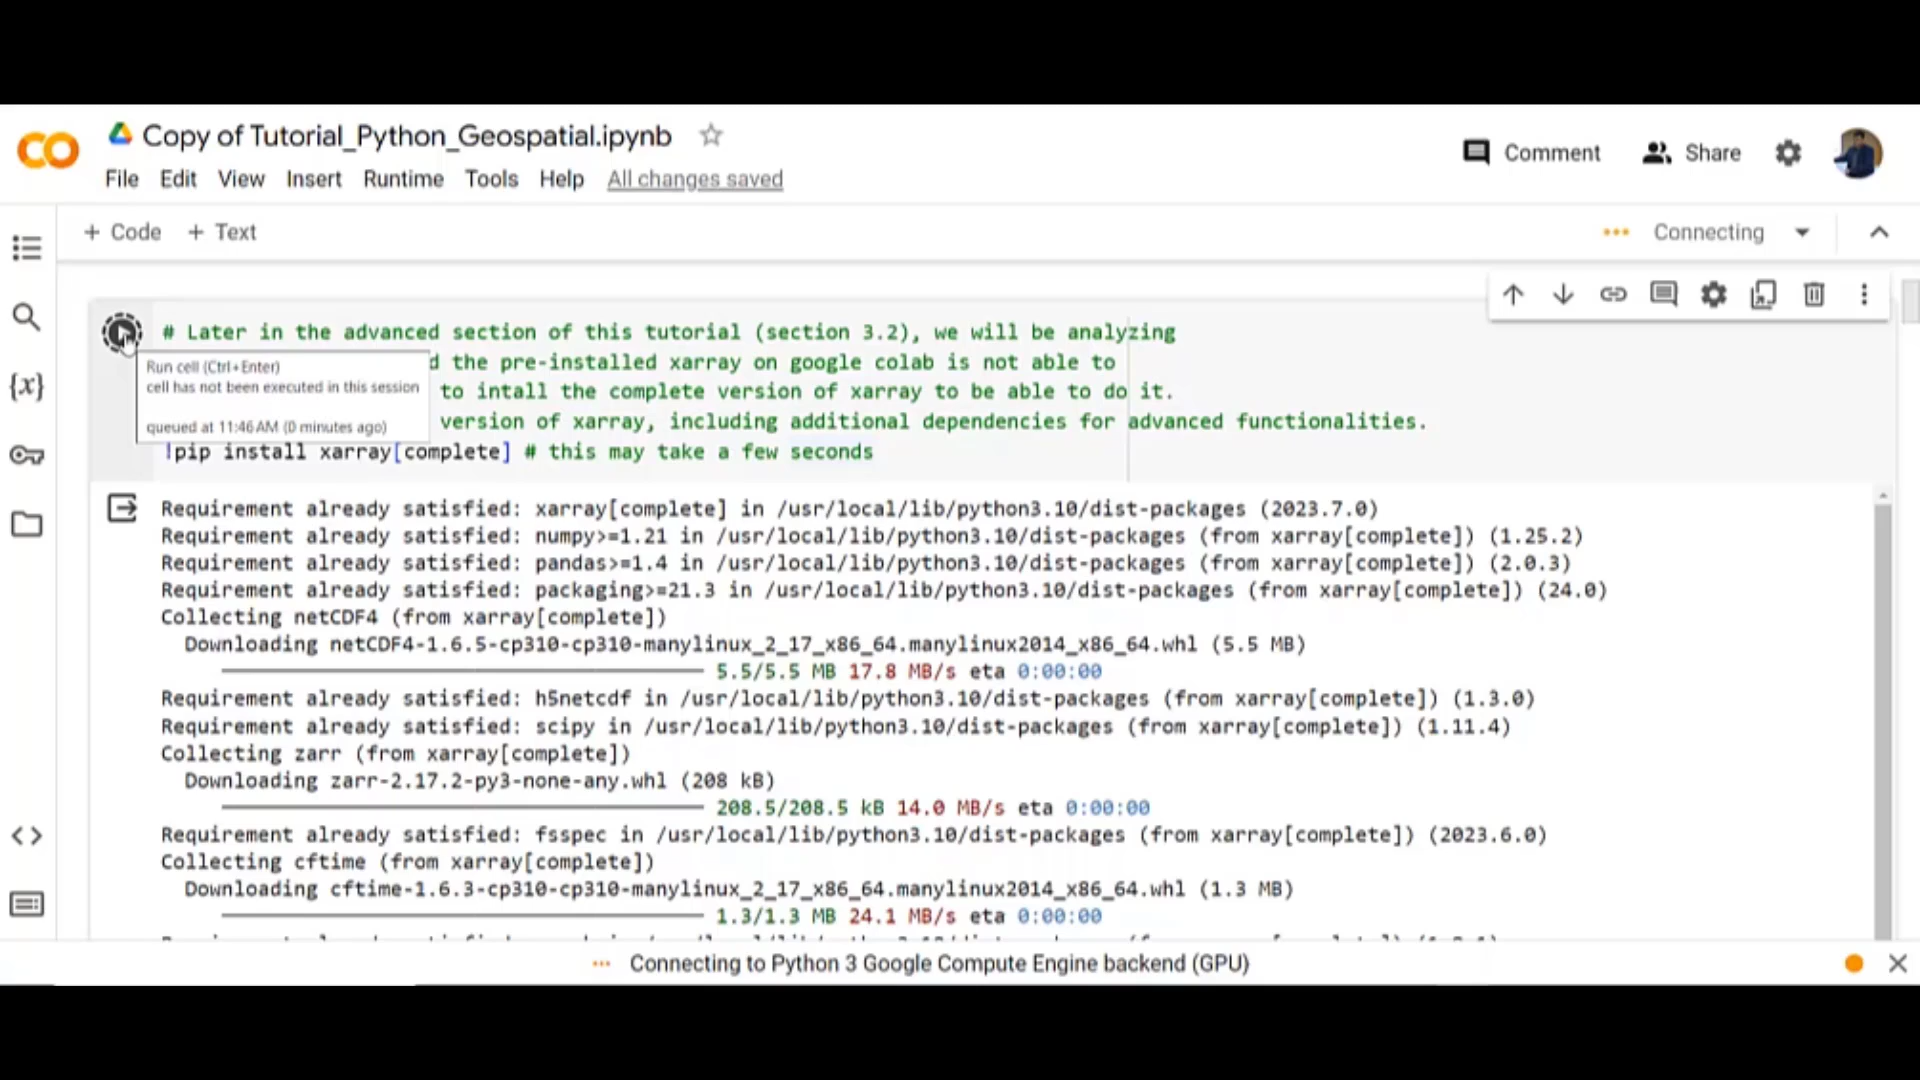 CO Copy of Tutorial_Python_Geospatial.ipynb
Comment Share
File Edit View Insert Runtime Tools Help All changes saved
+ Code + Text
Connecting
# Later in the advanced section of this tutorial (section 3.2), we will be analyzing
d the pre-installed xarray on google colab is not able to
to intall the complete version of xarray to be able to do it.
version of xarray, including additional dependencies for advanced functionalities.
Run cell (Ctrl+Enter)
cell has not been executed in this session
queued at 11:46 AM (0 minutes ago)
!pip install xarray[complete] # this may take a few seconds
Requirement already satisfied: xarray[complete] in /usr/local/lib/python3.10/dist-packages (2023.7.0)
Requirement already satisfied: numpy>=1.21 in /usr/local/lib/python3.10/dist-packages (from xarray[complete]) (1.25.2)
Requirement already satisfied: pandas>=1.4 in /usr/local/lib/python3.10/dist-packages (from xarray[complete]) (2.0.3)
Requirement already satisfied: packaging>=21.3 in /usr/local/lib/python3.10/dist-packages (from xarray[complete]) (24.0)
Collecting netCDF4 (from xarray[complete])
Downloading netCDF4-1.6.5-cp310-cp310-manylinux_2_17_x86_64.manylinux2014_x86_64.whl (5.5 MB)
5.5/5.5 MB 17.8 MB/s eta 0:00:00
Requirement already satisfied: h5netcdf in /usr/local/lib/python3.10/dist-packages (from xarray[complete]) (1.3.0)
Requirement already satisfied: scipy in /usr/local/lib/python3.10/dist-packages (from xarray[complete]) (1.11.4)
Collecting zarr (from xarray[complete])
Downloading zarr-2.17.2-py3-none-any.whl (208 kB)
208.5/208.5 kB 14.0 MB/s eta 0:00:00
Requirement already satisfied: fsspec in /usr/local/lib/python3.10/dist-packages (from xarray[complete]) (2023.6.0)
Collecting cftime (from xarray[complete])
Downloading cftime-1.6.3-cp310-cp310-manylinux_2_17_x86_64.manylinux2014_x86_64.whl (1.3 MB)
1.3/1.3 MB 24.1 MB/s eta 0:00:00
Connecting to Python 3 Google Compute Engine backend (GPU)